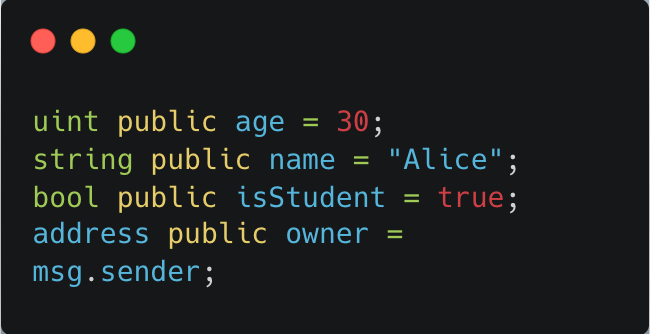 uint public age = 30;
string public name = "Alice";
bool public isStudent = true;
address public owner =
msg.sender;